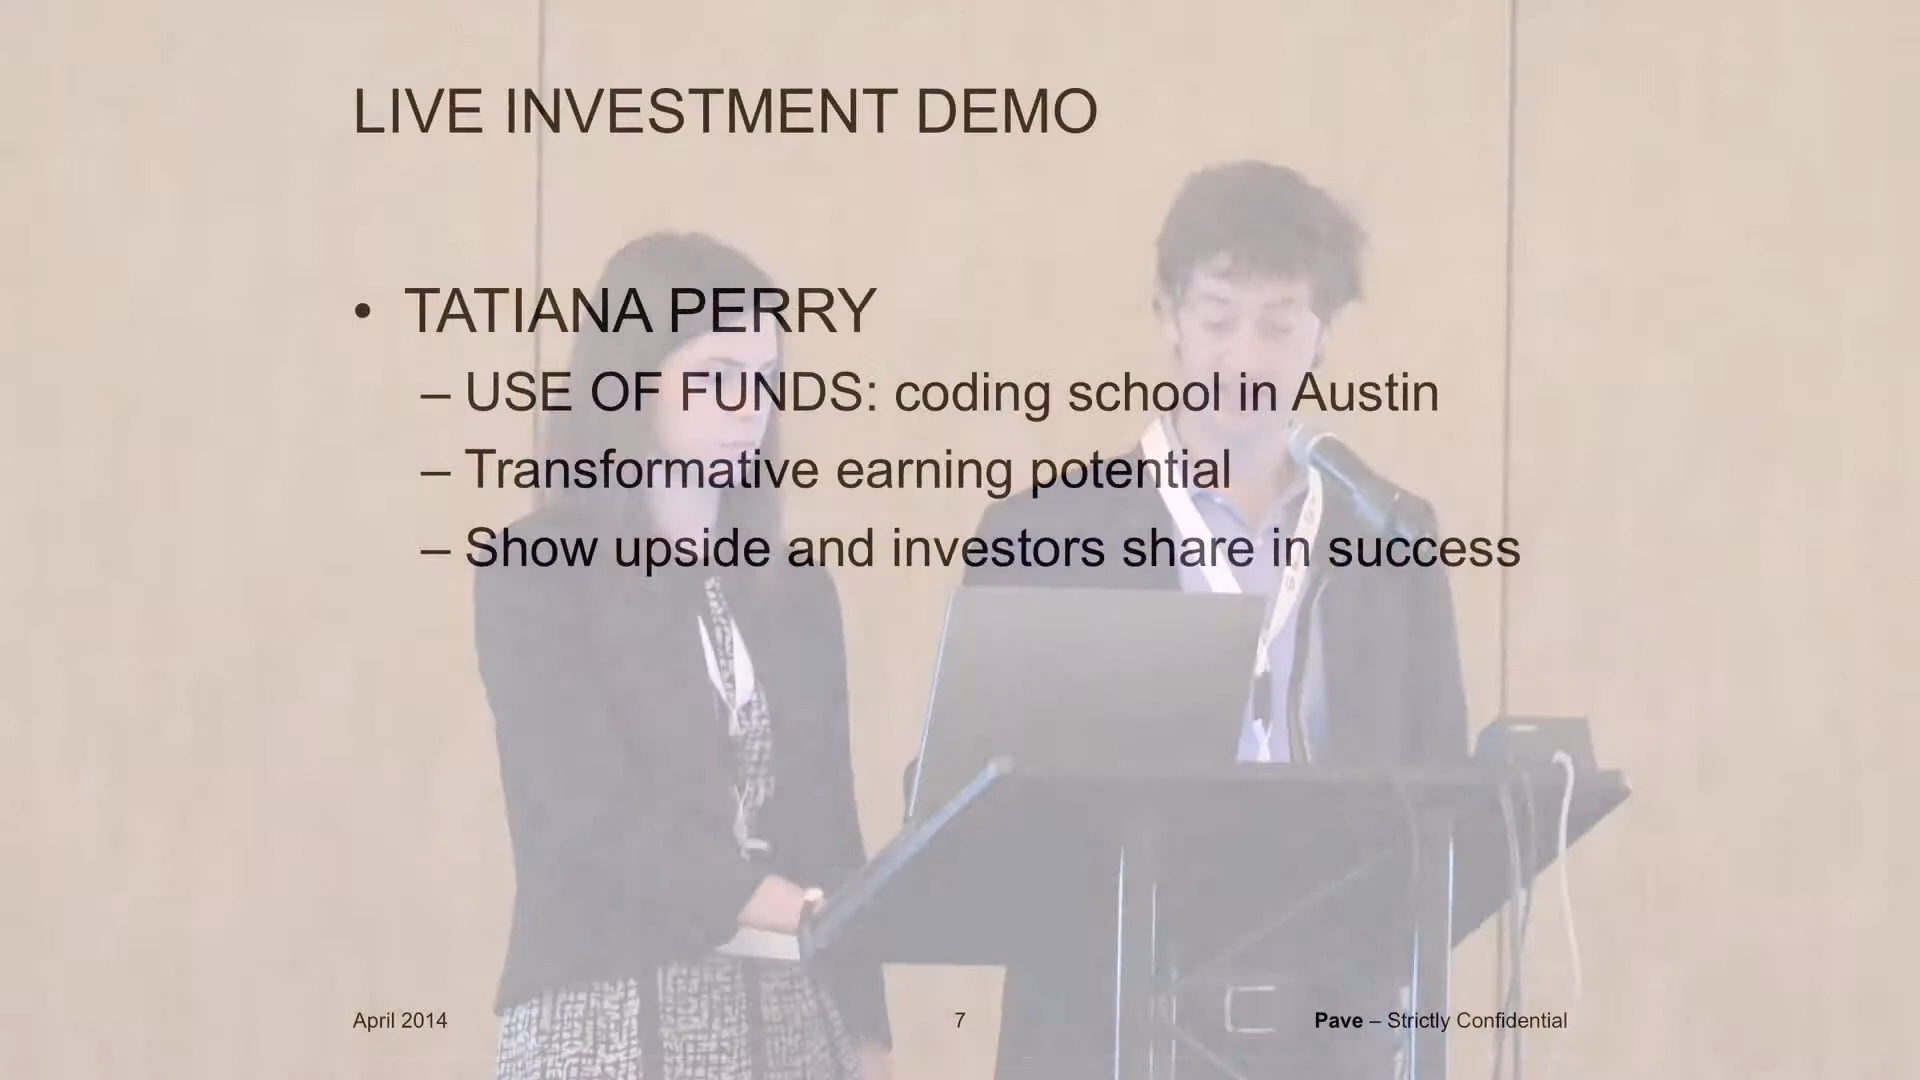 LIVE INVESTMENT DEMO
• TATIANA PERRY
– USE OF FUNDS: coding school in Austin
– Transformative earning potential
– Show upside and investors share in success
April 2014
7
Pave – Strictly Confidential